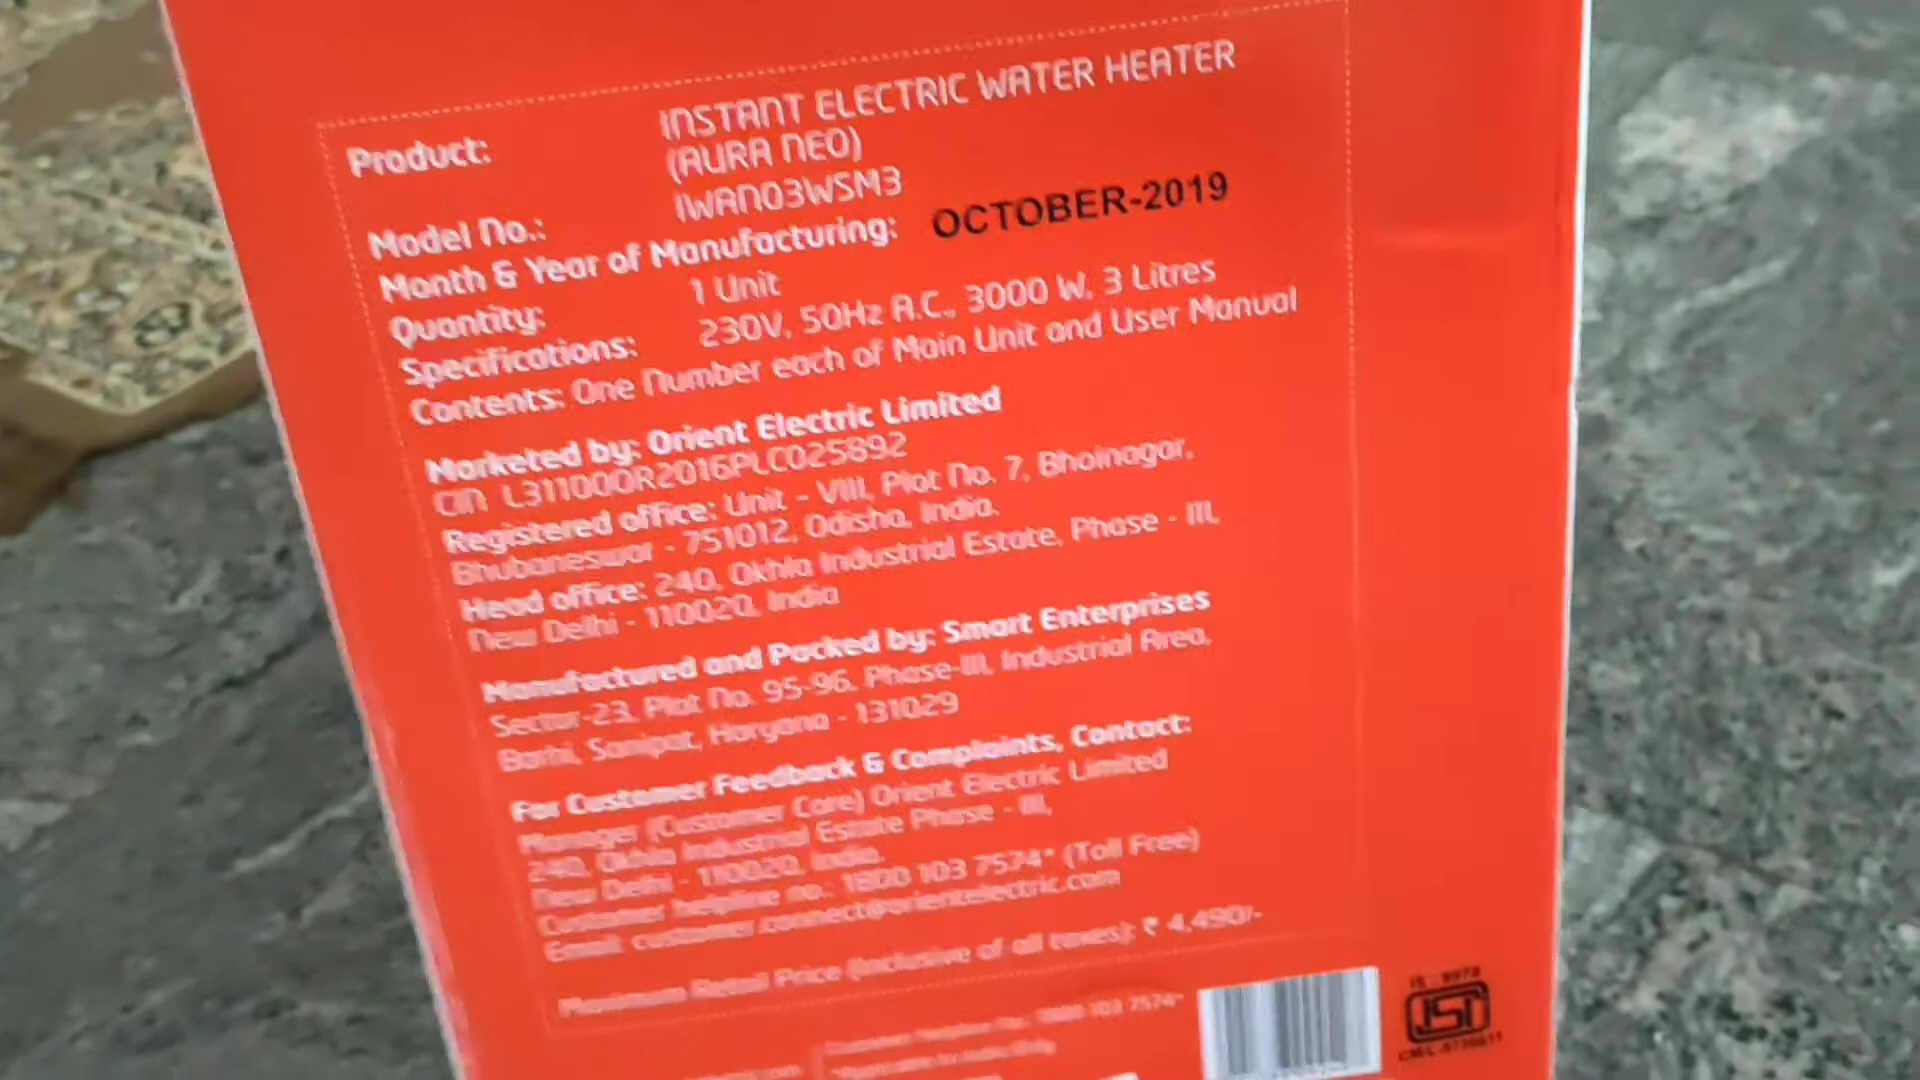 Product: INSTANT ELECTRIC WATER HEATER
(AURA NEO)
Model No.: IWAN03WSM3
Month & Year of Manufacturing: OCTOBER-2019
Quantity: 1 Unit
Specifications: 230V, 50Hz A.C., 3000 W, 3 Litres
Contents: One Number each of Main Unit and User Manual
Marketed by: Orient Electric Limited
CIN L31100OR2016PLC025892
Registered office: Unit - VIII, Plot No. 7, Bhoinagar,
Bhubaneswar - 751012, Odisha, India.
Head office: 240, Okhla Industrial Estate, Phase - III,
New Delhi - 110020, India
Manufactured and Packed by: Smart Enterprises
Sector-23, Plot No. 95-96, Phase-III, Industrial Area,
Barhi, Sonipat, Haryana - 131029
For Customer Feedback & Complaints, Contact:
Manager (Customer Care) Orient Electric Limited
240, Okhla Industrial Estate Phase - III,
New Delhi - 110020, India.
Customer helpline no.: 1800 103 7574* (Toll Free)
Email: customer.connect@orientelectric.com
Maximum Retail Price (Inclusive of all taxes): ₹ 4,490/-
1800 103 7574*
ISI